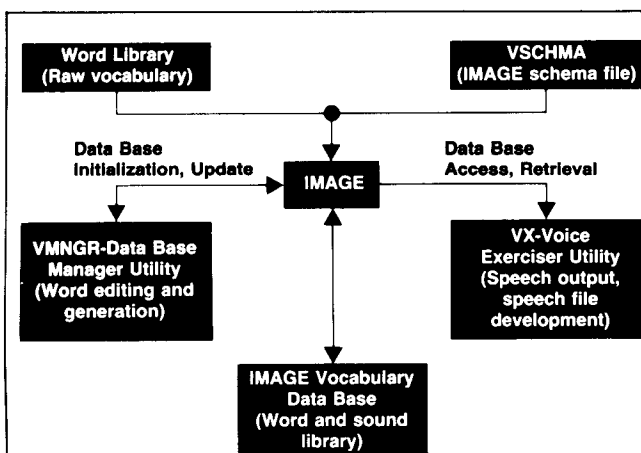 Word Library
(Raw vocabulary)
VSCHMA
(IMAGE schema file)
Data Base
Initialization, Update
Data Base
Access, Retrieval
IMAGE
VMNGR-Data Base
Manager Utility
(Word editing and
generation)
VX-Voice
Exerciser Utility
(Speech output,
speech file
development)
IMAGE Vocabulary
Data Base
(Word and sound
library)